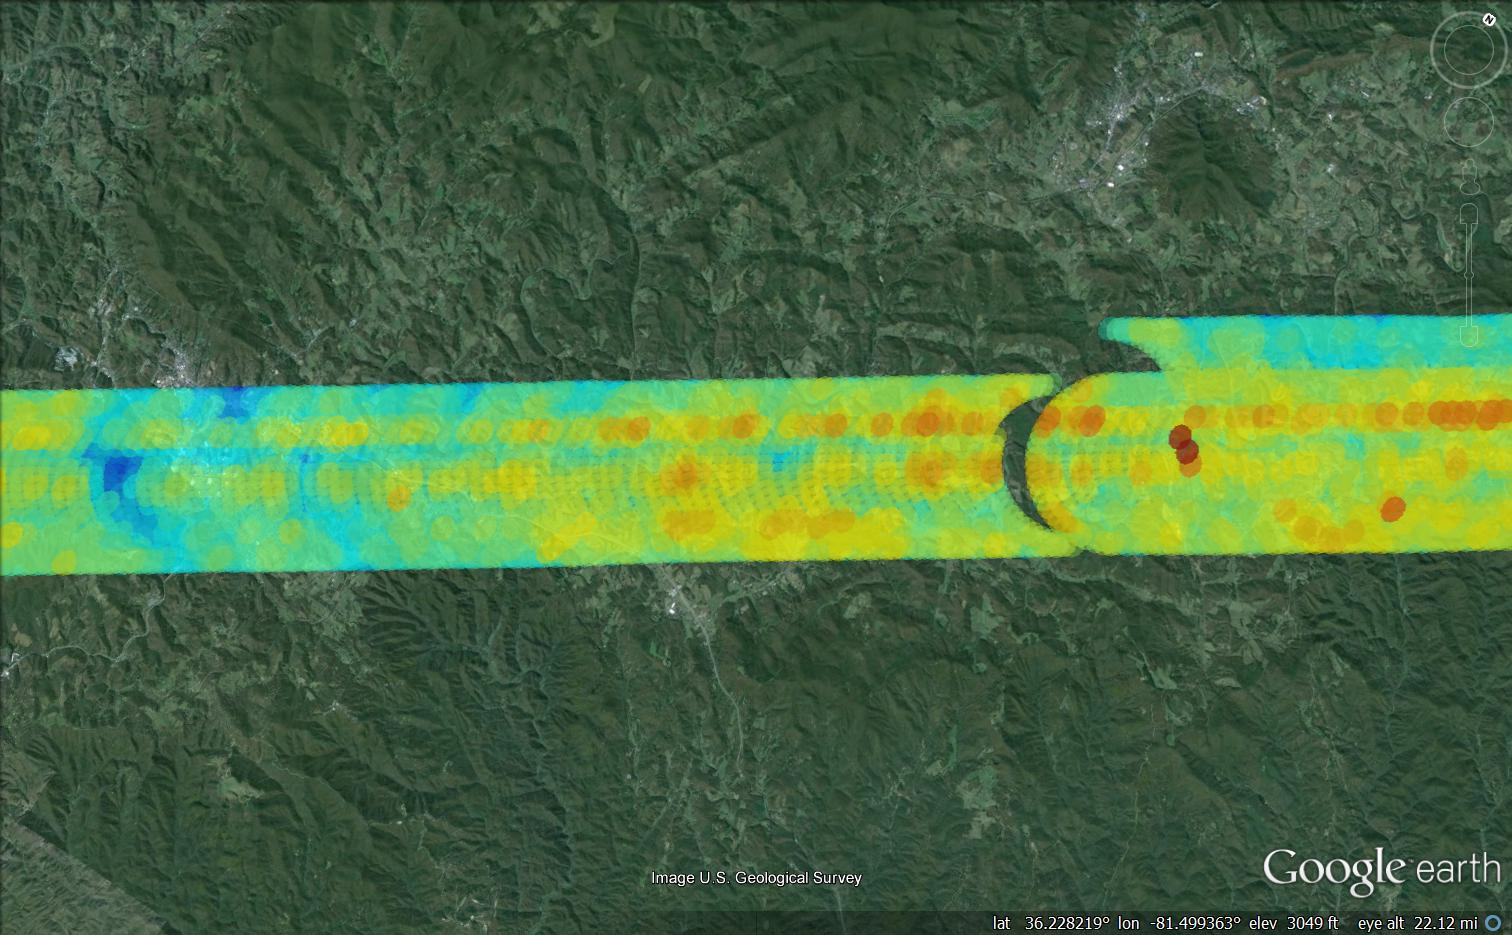 N
Image U.S. Geological Survey
Google earth
lat 36.228219° lon -81.499363° elev 3049 ft eye alt 22.12 mi